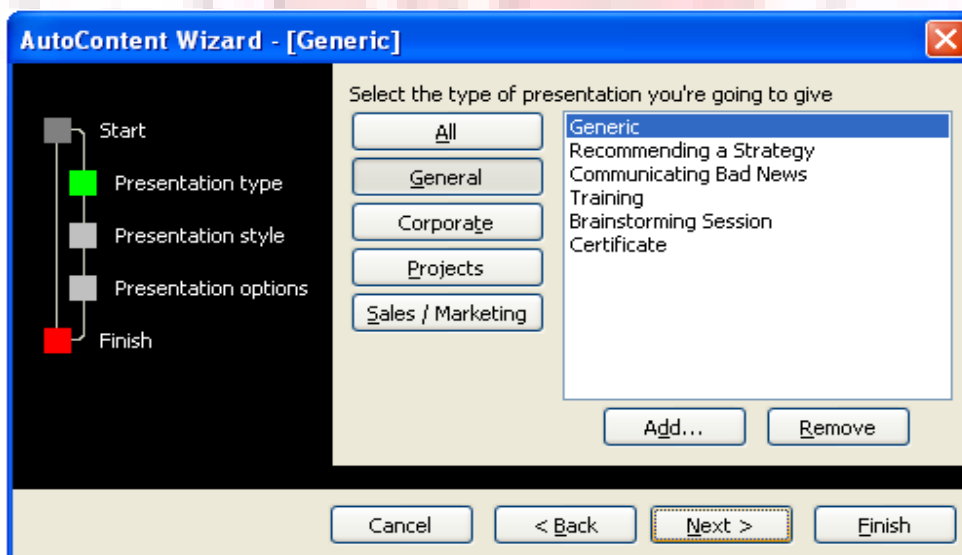 AutoContent Wizard - [Generic]
Start
Presentation type
Presentation style
Presentation options
Finish
Select the type of presentation you're going to give
All
General
Corporate
Projects
Sales / Marketing
Generic
Recommending a Strategy
Communicating Bad News
Training
Brainstorming Session
Certificate
Add... Remove
Cancel < Back Next > Finish